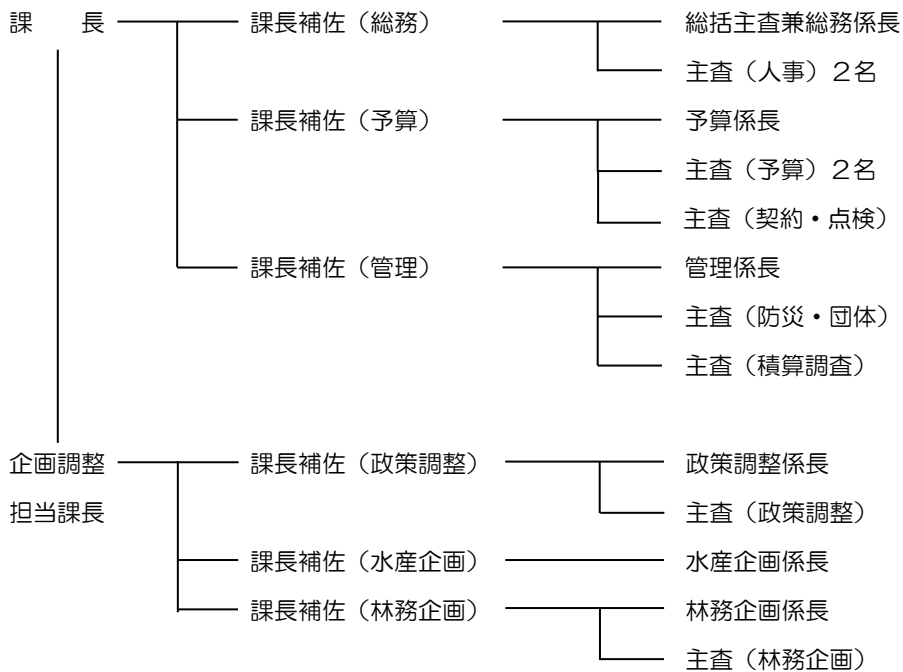 課　　長 課長補佐（総務） 総括主査兼総務係長
主査（人事）２名
課長補佐（予算） 予算係長
主査（予算）２名
主査（契約・点検）
課長補佐（管理） 管理係長
主査（防災・団体）
主査（積算調査）
企画調整 課長補佐（政策調整） 政策調整係長
担当課長 主査（政策調整）
課長補佐（水産企画） 水産企画係長
課長補佐（林務企画） 林務企画係長
主査（林務企画）